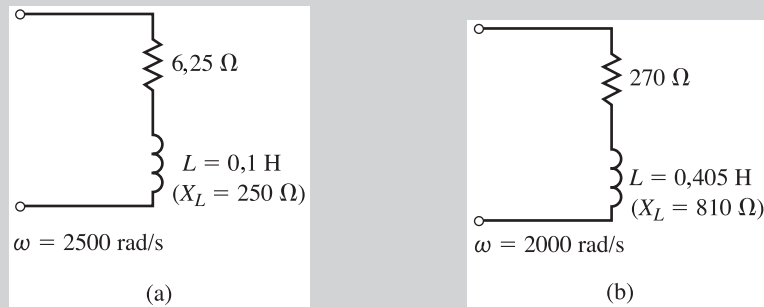 6,25 Ω
L = 0,1 H
(X_L = 250 Ω)
ω = 2500 rad/s
(a)
270 Ω
L = 0,405 H
(X_L = 810 Ω)
ω = 2000 rad/s
(b)